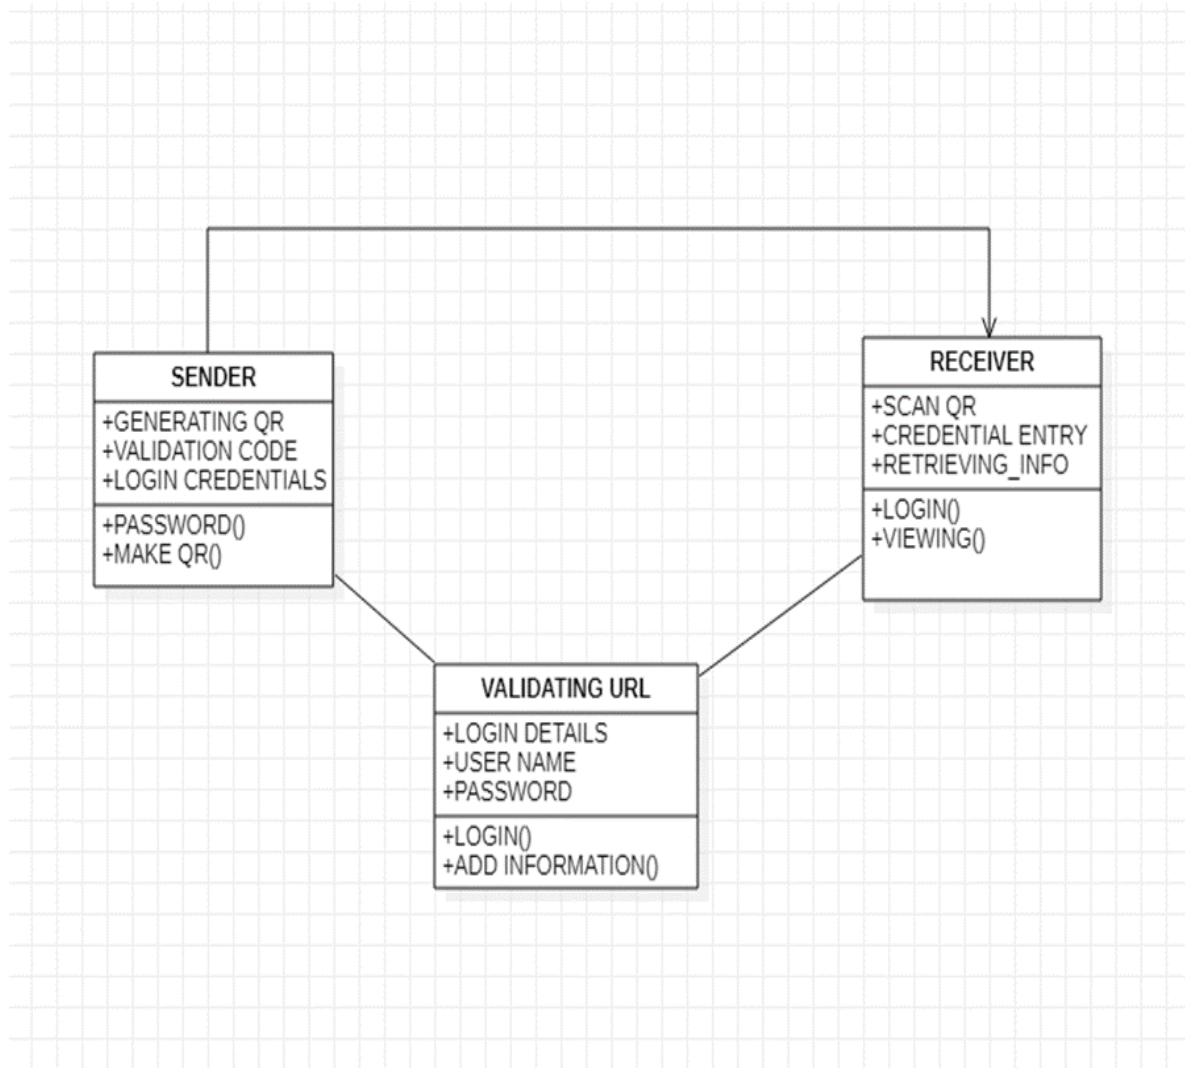 SENDER
+GENERATING QR
+VALIDATION CODE
+LOGIN CREDENTIALS
+PASSWORD()
+MAKE QR()
RECEIVER
+SCAN QR
+CREDENTIAL ENTRY
+RETRIEVING_INFO
+LOGIN()
+VIEWING()
VALIDATING URL
+LOGIN DETAILS
+USER NAME
+PASSWORD
+LOGIN()
+ADD INFORMATION()